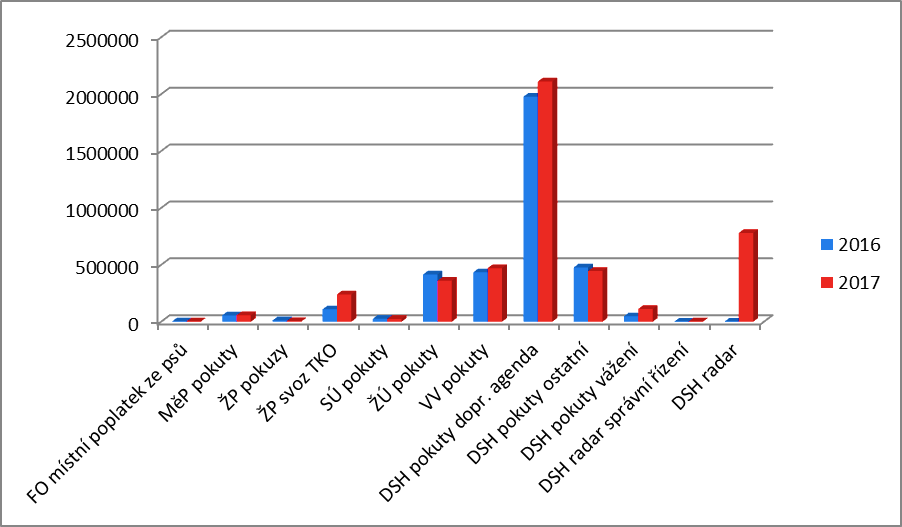 2500000
2000000
1500000
1000000
500000
0
2016
2017
FO místní poplatek ze psů
MěP pokuty
ŽP pokuzy
ŽP svoz TKO
SÚ pokuty
ŽÚ pokuty
VV pokuty
DSH pokuty dopr. agenda
DSH pokuty ostatní
DSH pokuty vážení
DSH radar správní řízení
DSH radar